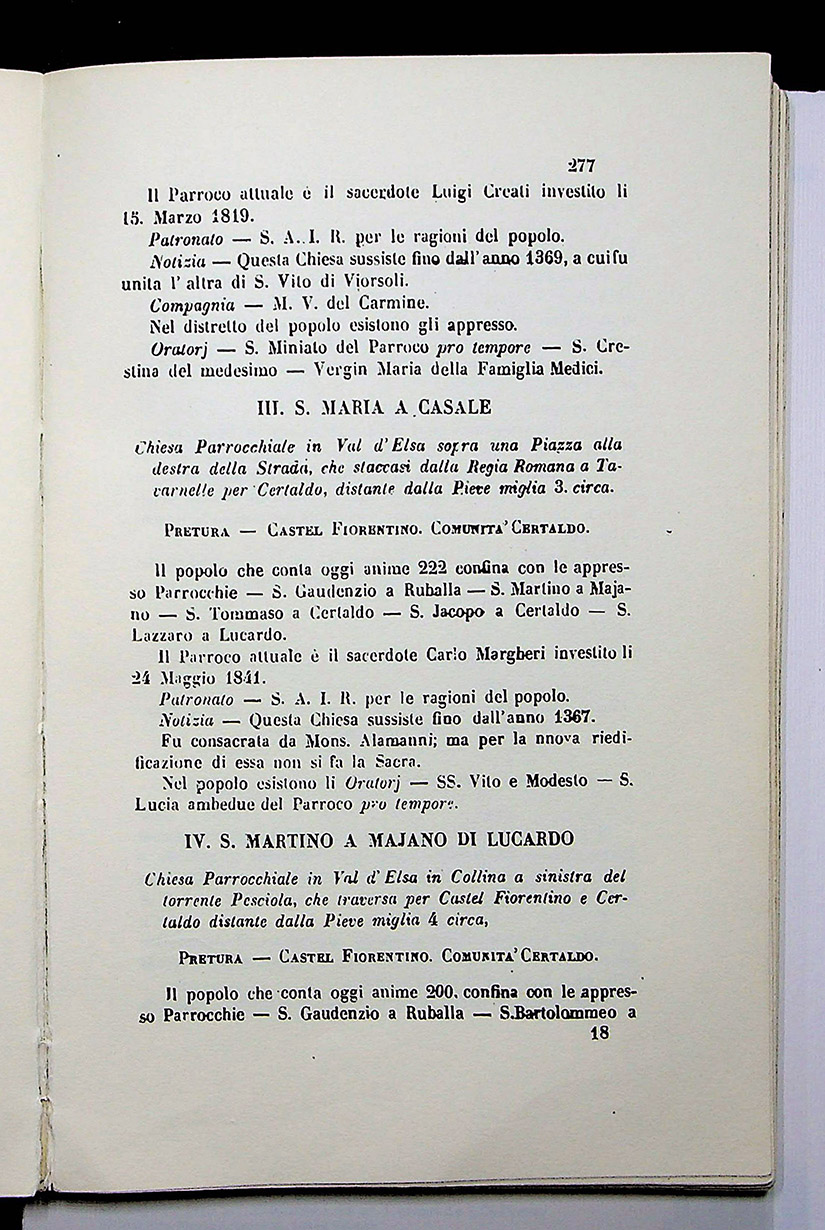 277
Il Parroco attuale è il sacerdote Luigi Creati investito li
15. Marzo 1819.
Patronato — S. A. I. R. per le ragioni del popolo.
Notizia — Questa Chiesa sussiste fino dall'anno 1369, a cui fu
unita l'altra di S. Vito di Viorsoli.
Compagnia — M. V. del Carmine.
Nel distretto del popolo esistono gli appresso.
Oratorj — S. Miniato del Parroco pro tempore — S. Cre-
stina del medesimo — Vergin Maria della Famiglia Medici.
III. S. MARIA A CASALE
Chiesa Parrocchiale in Val d'Elsa sopra una Piazza alla
destra della Strada, che staccasi dalla Regia Romana a Ta-
varnelle per Certaldo, distante dalla Pieve miglia 3. circa.
PRETURA — CASTEL FIORENTINO. COMUNITA' CERTALDO.
Il popolo che conta oggi anime 222 confina con le appres-
so Parrocchie — S. Gaudenzio a Ruballa — S. Martino a Maja-
no — S. Tommaso a Certaldo — S. Jacopo a Certaldo — S.
Lazzaro a Lucardo.
Il Parroco attuale è il sacerdote Carlo Margheri investito li
24 Maggio 1841.
Patronato — S. A. I. R. per le ragioni del popolo.
Notizia — Questa Chiesa sussiste fino dall'anno 1367.
Fu consacrata da Mons. Alamanni; ma per la nnova riedi-
ficazione di essa non si fa la Sacra.
Nel popolo esistono li Oratorj — SS. Vito e Modesto — S.
Lucia ambedue del Parroco pro tempore.
IV. S. MARTINO A MAJANO DI LUCARDO
Chiesa Parrocchiale in Val d'Elsa in Collina a sinistra del
torrente Pesciola, che traversa per Castel Fiorentino e Cer-
taldo distante dalla Pieve miglia 4 circa,
PRETURA — CASTEL FIORENTINO. COMUNITA' CERTALDO.
Il popolo che conta oggi anime 200. confina con le appres-
so Parrocchie — S. Gaudenzio a Ruballa — S. Bartolommeo a
18